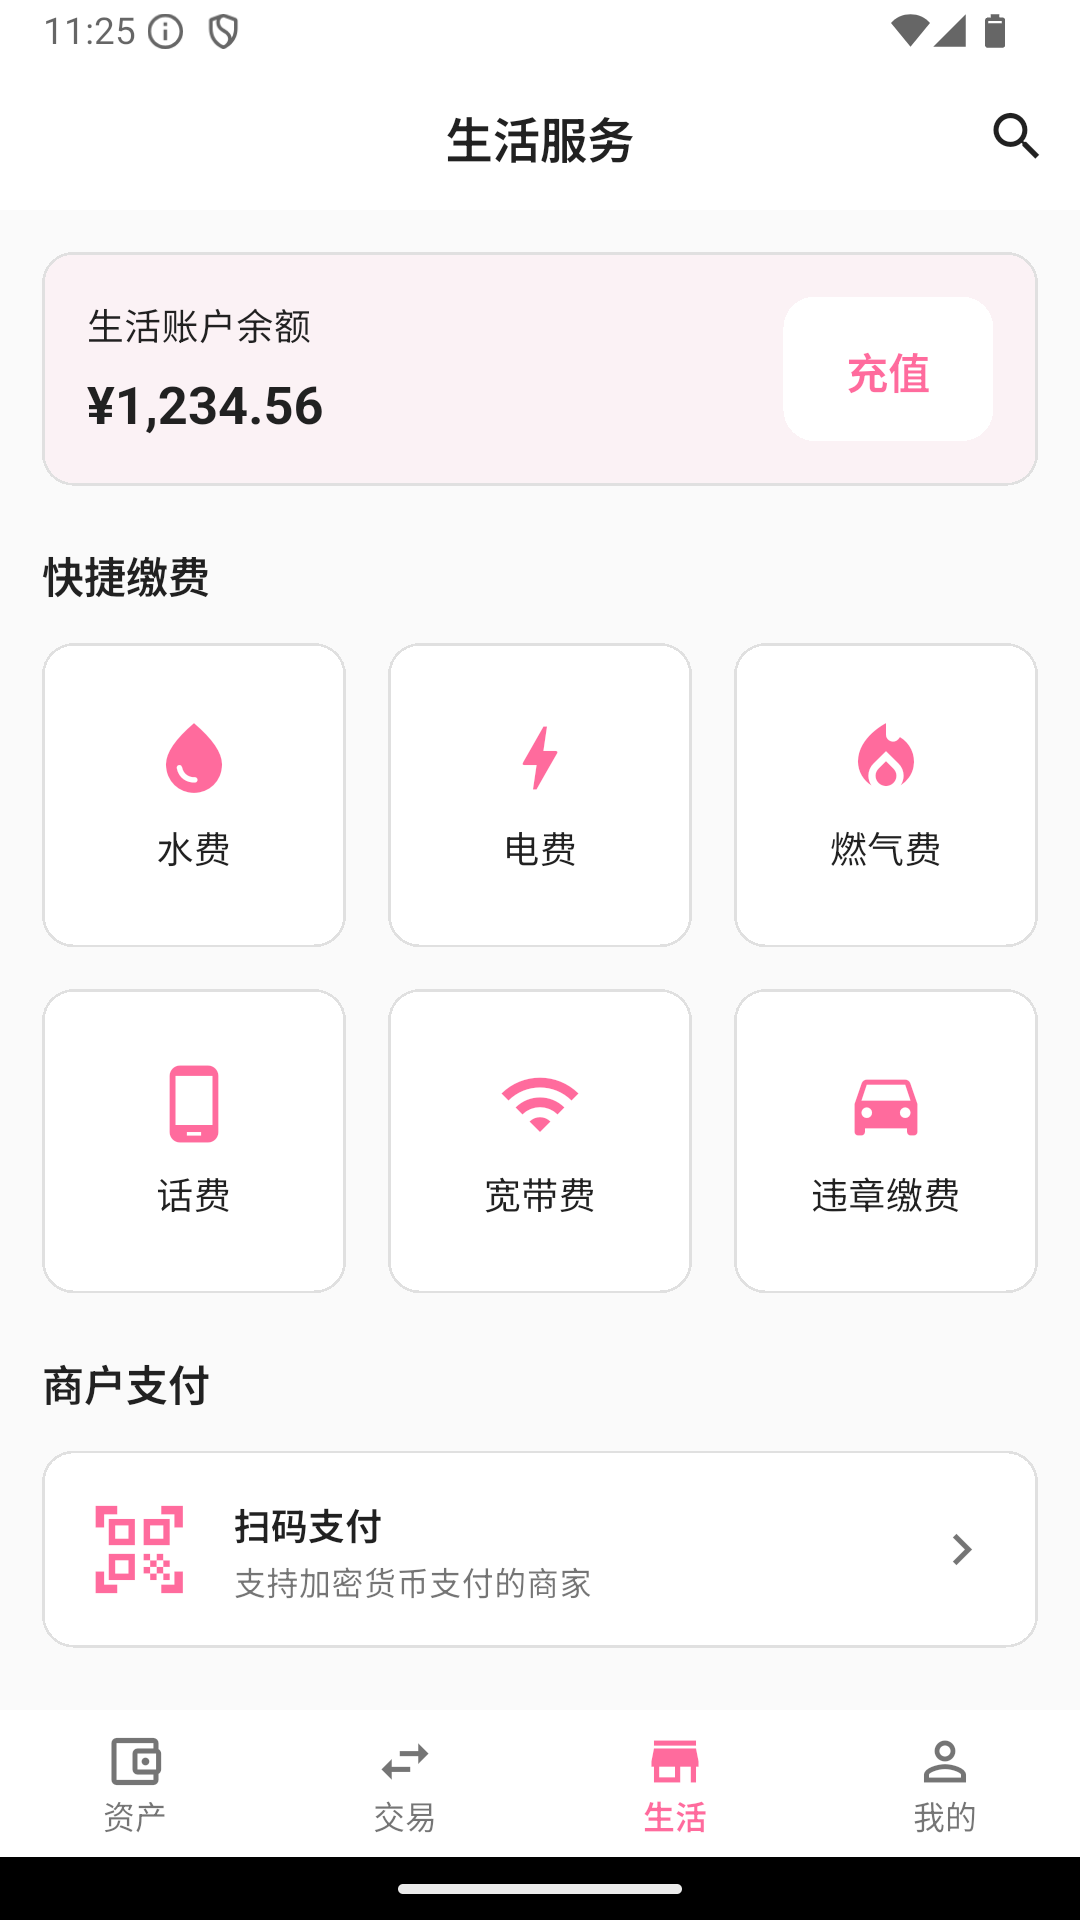 11:25
生活服务
生活账户余额
¥1,234.56
充值
快捷缴费
水费
电费
燃气费
话费
宽带费
违章缴费
商户支付
扫码支付
支持加密货币支付的商家
资产
交易
生活
我的